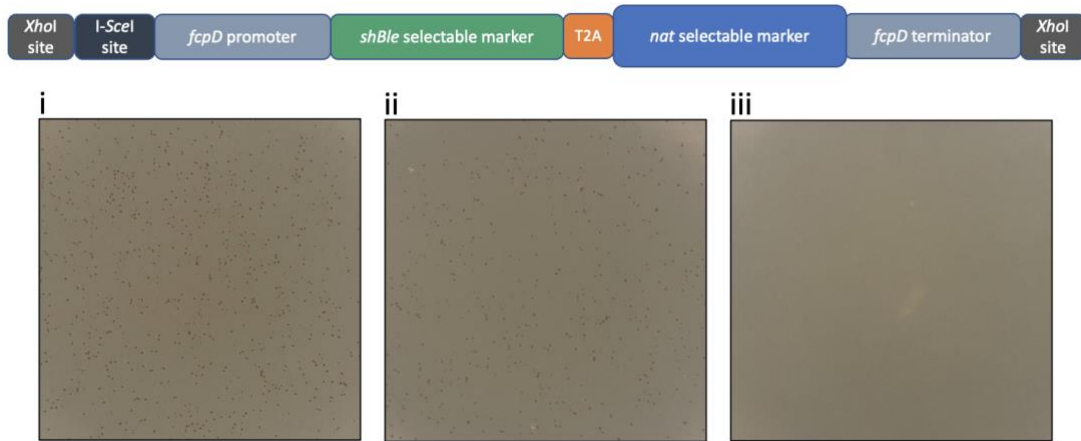 XhoI site
I-SceI site
fcpD promoter
shBle selectable marker
T2A
nat selectable marker
fcpD terminator
XhoI site
i
ii
iii